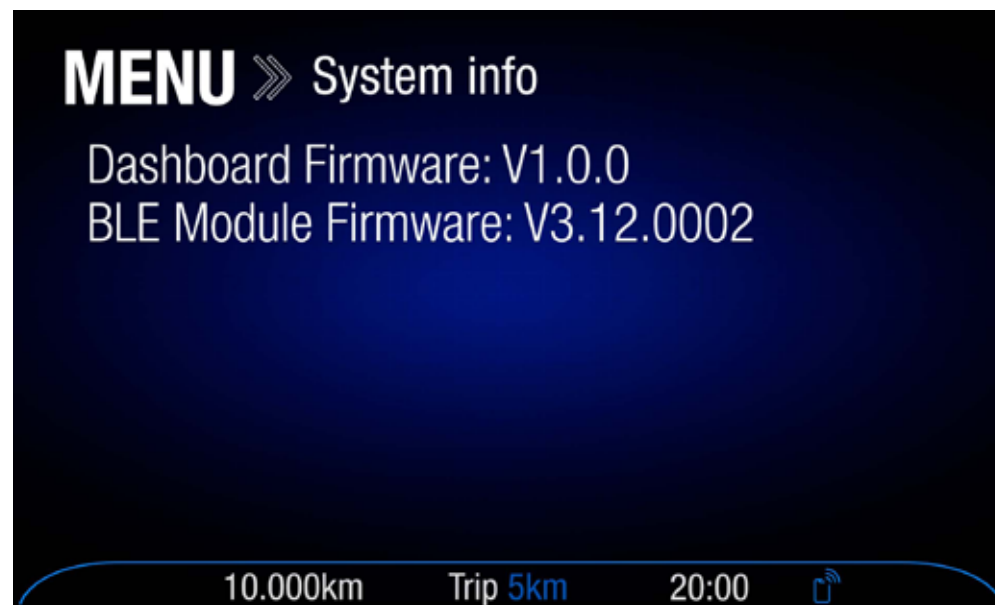 MENU System info
Dashboard Firmware: V1.0.0
BLE Module Firmware: V3.12.0002
10.000km Trip 5km 20:00